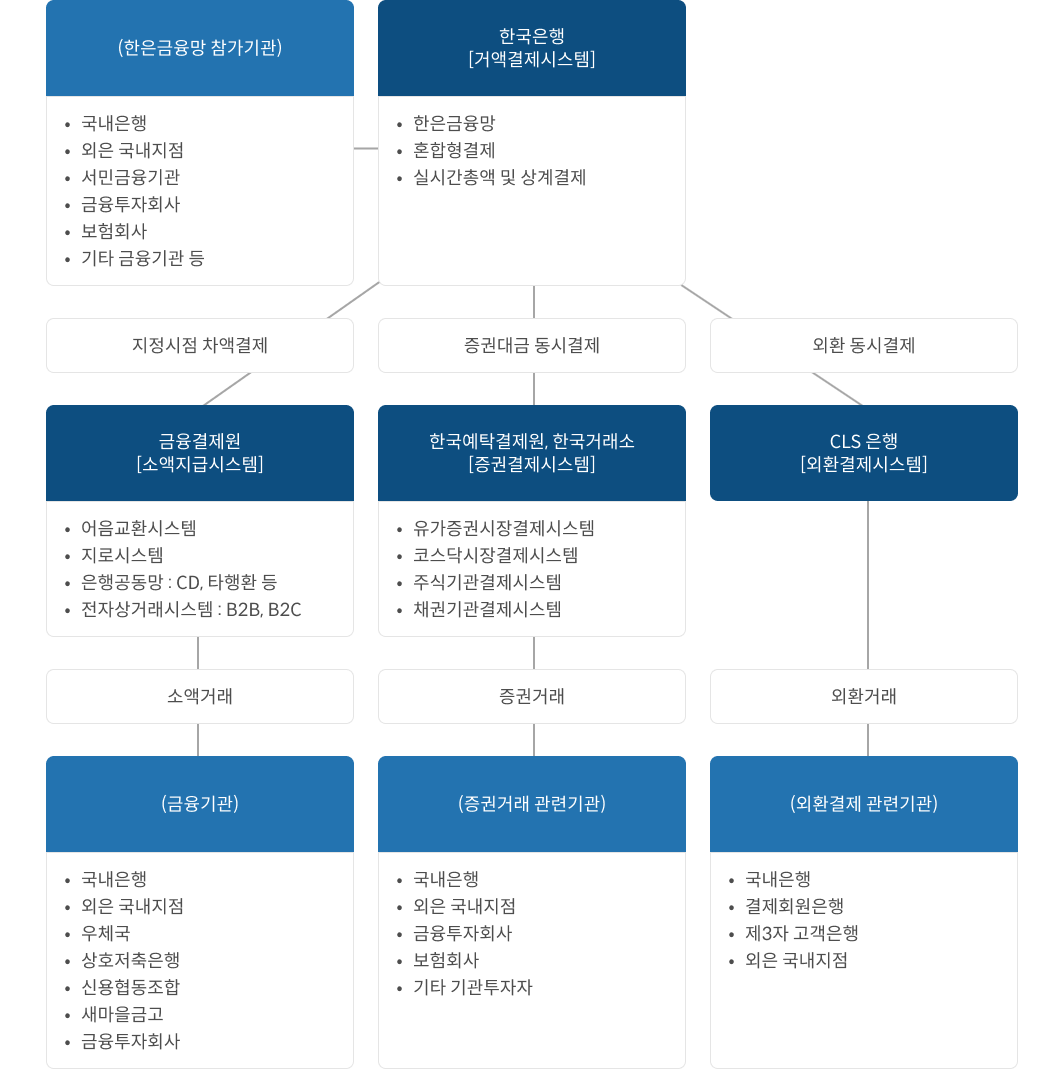 (한은금융망 참가기관)
• 국내은행
• 외은 국내지점
• 서민금융기관
• 금융투자회사
• 보험회사
• 기타 금융기관 등
한국은행
[거액결제시스템]
• 한은금융망
• 혼합형결제
• 실시간총액 및 상계결제
지정시점 차액결제
증권대금 동시결제
외환 동시결제
금융결제원
[소액지급시스템]
• 어음교환시스템
• 지로시스템
• 은행공동망 : CD, 타행환 등
• 전자상거래시스템 : B2B, B2C
한국예탁결제원, 한국거래소
[증권결제시스템]
• 유가증권시장결제시스템
• 코스닥시장결제시스템
• 주식기관결제시스템
• 채권기관결제시스템
CLS 은행
[외환결제시스템]
소액거래
증권거래
외환거래
(금융기관)
• 국내은행
• 외은 국내지점
• 우체국
• 상호저축은행
• 신용협동조합
• 새마을금고
• 금융투자회사
(증권거래 관련기관)
• 국내은행
• 외은 국내지점
• 금융투자회사
• 보험회사
• 기타 기관투자자
(외환결제 관련기관)
• 국내은행
• 결제회원은행
• 제3자 고객은행
• 외은 국내지점